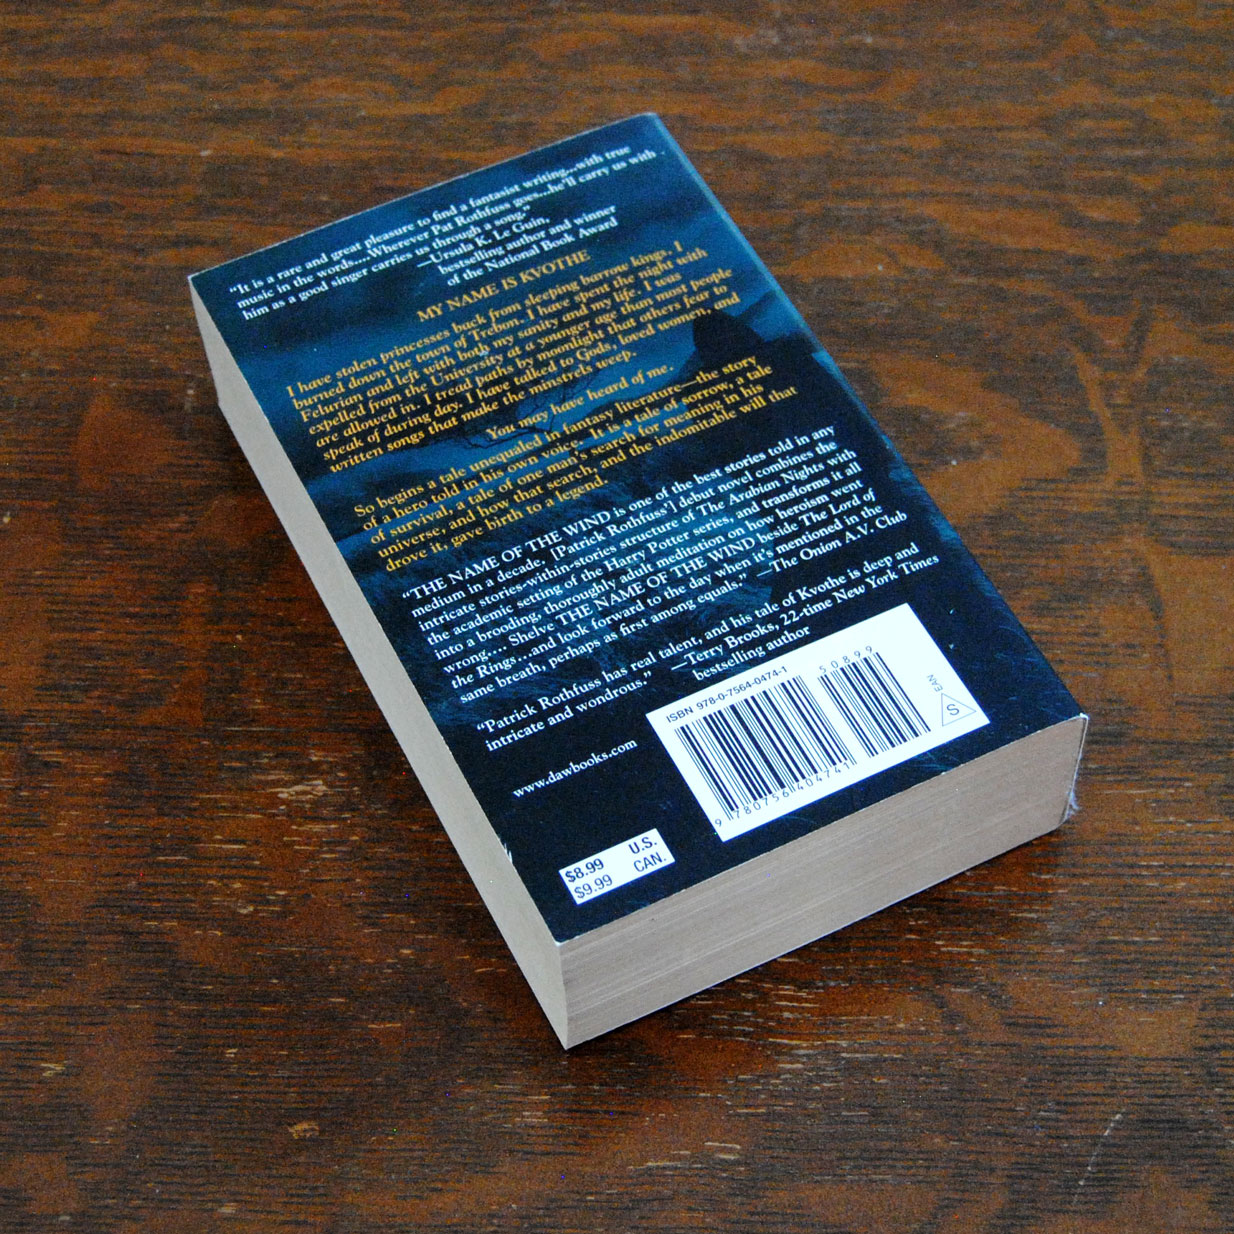 “It is a rare and great pleasure to find a fantasist writing...with true
music in the words....Wherever Pat Rothfuss goes...he’ll carry us with
him as a good singer carries us through a song.”
—Ursula K. Le Guin,
bestselling author and winner
of the National Book Award
MY NAME IS KVOTHE
I have stolen princesses back from sleeping barrow kings. I
burned down the town of Trebon. I have spent the night with
Felurian and left with both my sanity and my life. I was
expelled from the University at a younger age than most people
are allowed in. I tread paths by moonlight that others fear to
speak of during day. I have talked to Gods, loved women, and
written songs that make the minstrels weep.
You may have heard of me.
So begins a tale unequaled in fantasy literature—the story
of a hero told in his own voice. It is a tale of sorrow, a tale
of survival, a tale of one man’s search for meaning in his
universe, and how that search, and the indomitable will that
drove it, gave birth to a legend.
“THE NAME OF THE WIND is one of the best stories told in any
medium in a decade. [Patrick Rothfuss’] debut novel combines the
intricate stories-within-stories structure of The Arabian Nights with
the academic setting of the Harry Potter series, and transforms it all
into a brooding, thoroughly adult meditation on how heroism went
wrong.... Shelve THE NAME OF THE WIND beside The Lord of
the Rings...and look forward to the day when it’s mentioned in the
same breath, perhaps as first among equals.” —The Onion A.V. Club
“Patrick Rothfuss has real talent, and his tale of Kvothe is deep and
intricate and wondrous.” —Terry Brooks, 22-time New York Times
bestselling author
www.dawbooks.com
ISBN 978-0-7564-0474-1
50899
EAN
S
9 780756 404741
$8.99 U.S.
$9.99 CAN.